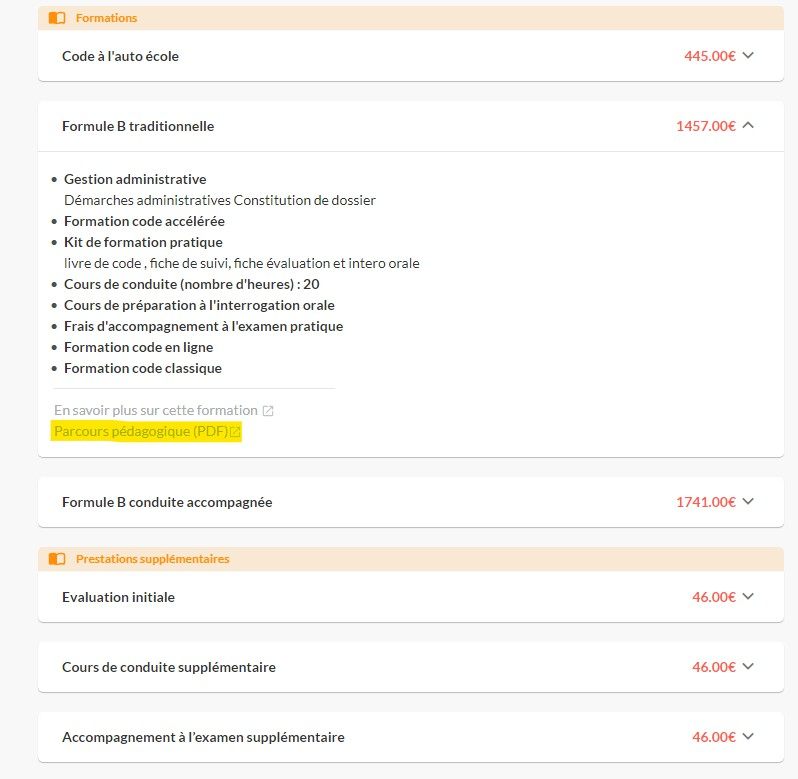 Formations
Code à l'auto école 445.00€
Formule B traditionnelle 1457.00€
• Gestion administrative
Démarches administratives Constitution de dossier
• Formation code accélérée
• Kit de formation pratique
livre de code , fiche de suivi, fiche évaluation et intero orale
• Cours de conduite (nombre d'heures) : 20
• Cours de préparation à l'interrogation orale
• Frais d'accompagnement à l'examen pratique
• Formation code en ligne
• Formation code classique
En savoir plus sur cette formation
Parcours pédagogique (PDF)
Formule B conduite accompagnée 1741.00€
Prestations supplémentaires
Evaluation initiale 46.00€
Cours de conduite supplémentaire 46.00€
Accompagnement à l'examen supplémentaire 46.00€